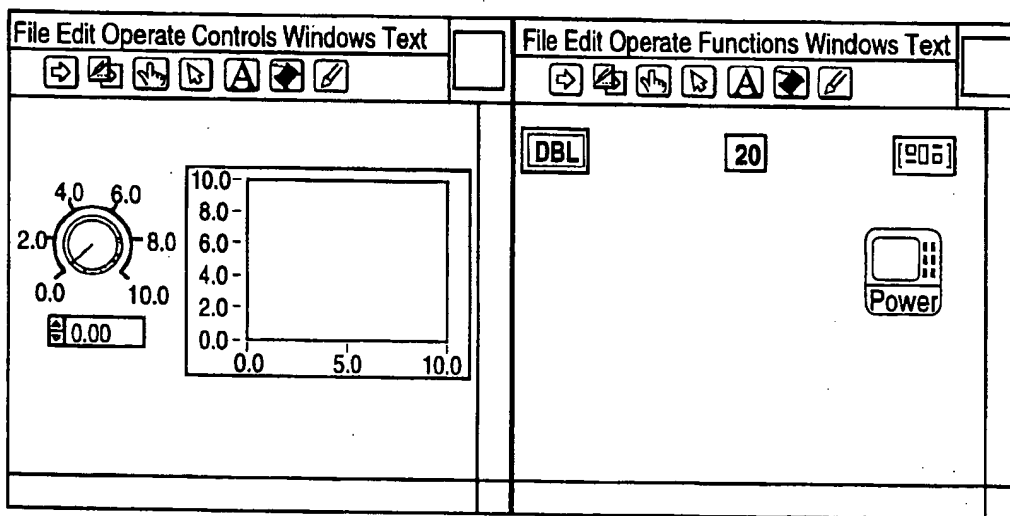 File Edit Operate Controls Windows Text
A
4.0 6.0
2.0 8.0
0.0 10.0
0.00
10.0
8.0
6.0
4.0
2.0
0.0
0.0 5.0 10.0
File Edit Operate Functions Windows Text
A
DBL 20
Power